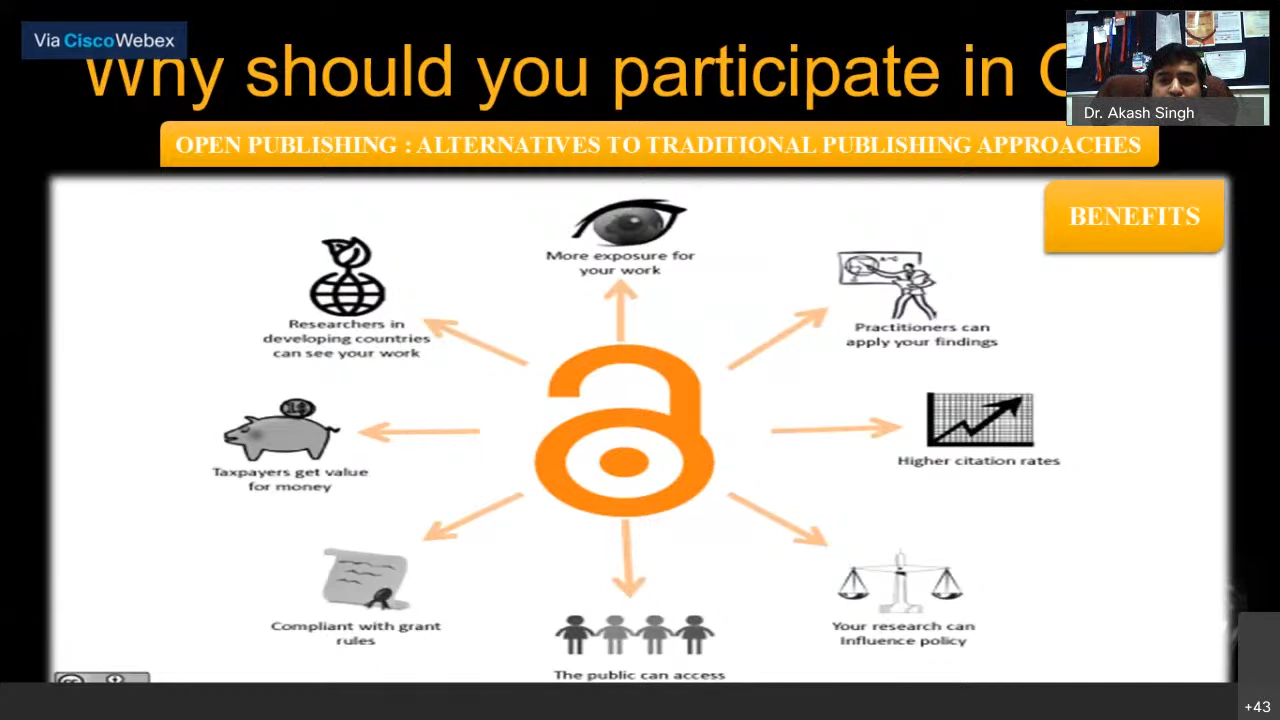 Via Cisco Webex
Why should you participate in
Dr. Akash Singh
OPEN PUBLISHING : ALTERNATIVES TO TRADITIONAL PUBLISHING APPROACHES
BENEFITS
More exposure for
your work
Researchers in
developing countries
can see your work
Practitioners can
apply your findings
Taxpayers get value
for money
Higher citation rates
Compliant with grant
rules
Your research can
Influence policy
The public can access
+43